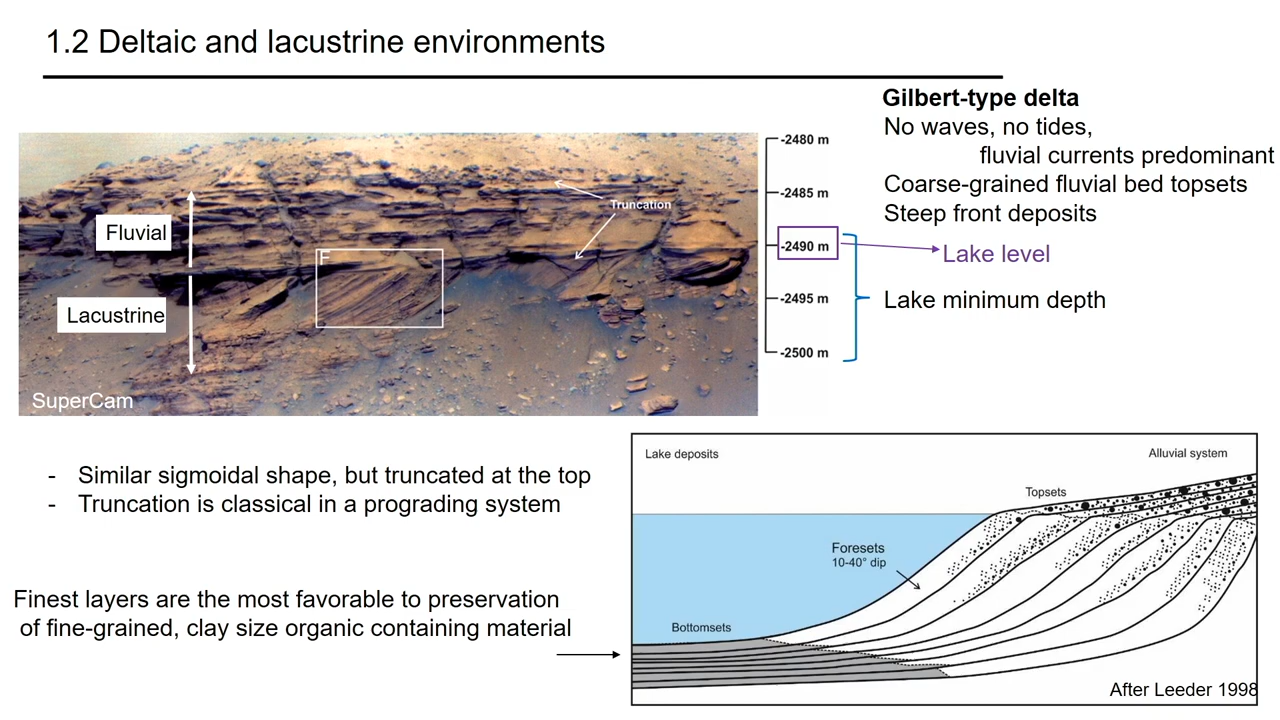 1.2 Deltaic and lacustrine environments
Gilbert-type delta
No waves, no tides,
fluvial currents predominant
Coarse-grained fluvial bed topsets
Steep front deposits
Lake level
Lake minimum depth
Fluvial
Lacustrine
Truncation
F
SuperCam
-2480 m
-2485 m
-2490 m
-2495 m
-2500 m
- Similar sigmoidal shape, but truncated at the top
- Truncation is classical in a prograding system
Finest layers are the most favorable to preservation
of fine-grained, clay size organic containing material
Lake deposits
Alluvial system
Topsets
Foresets
10-40° dip
Bottomsets
After Leeder 1998